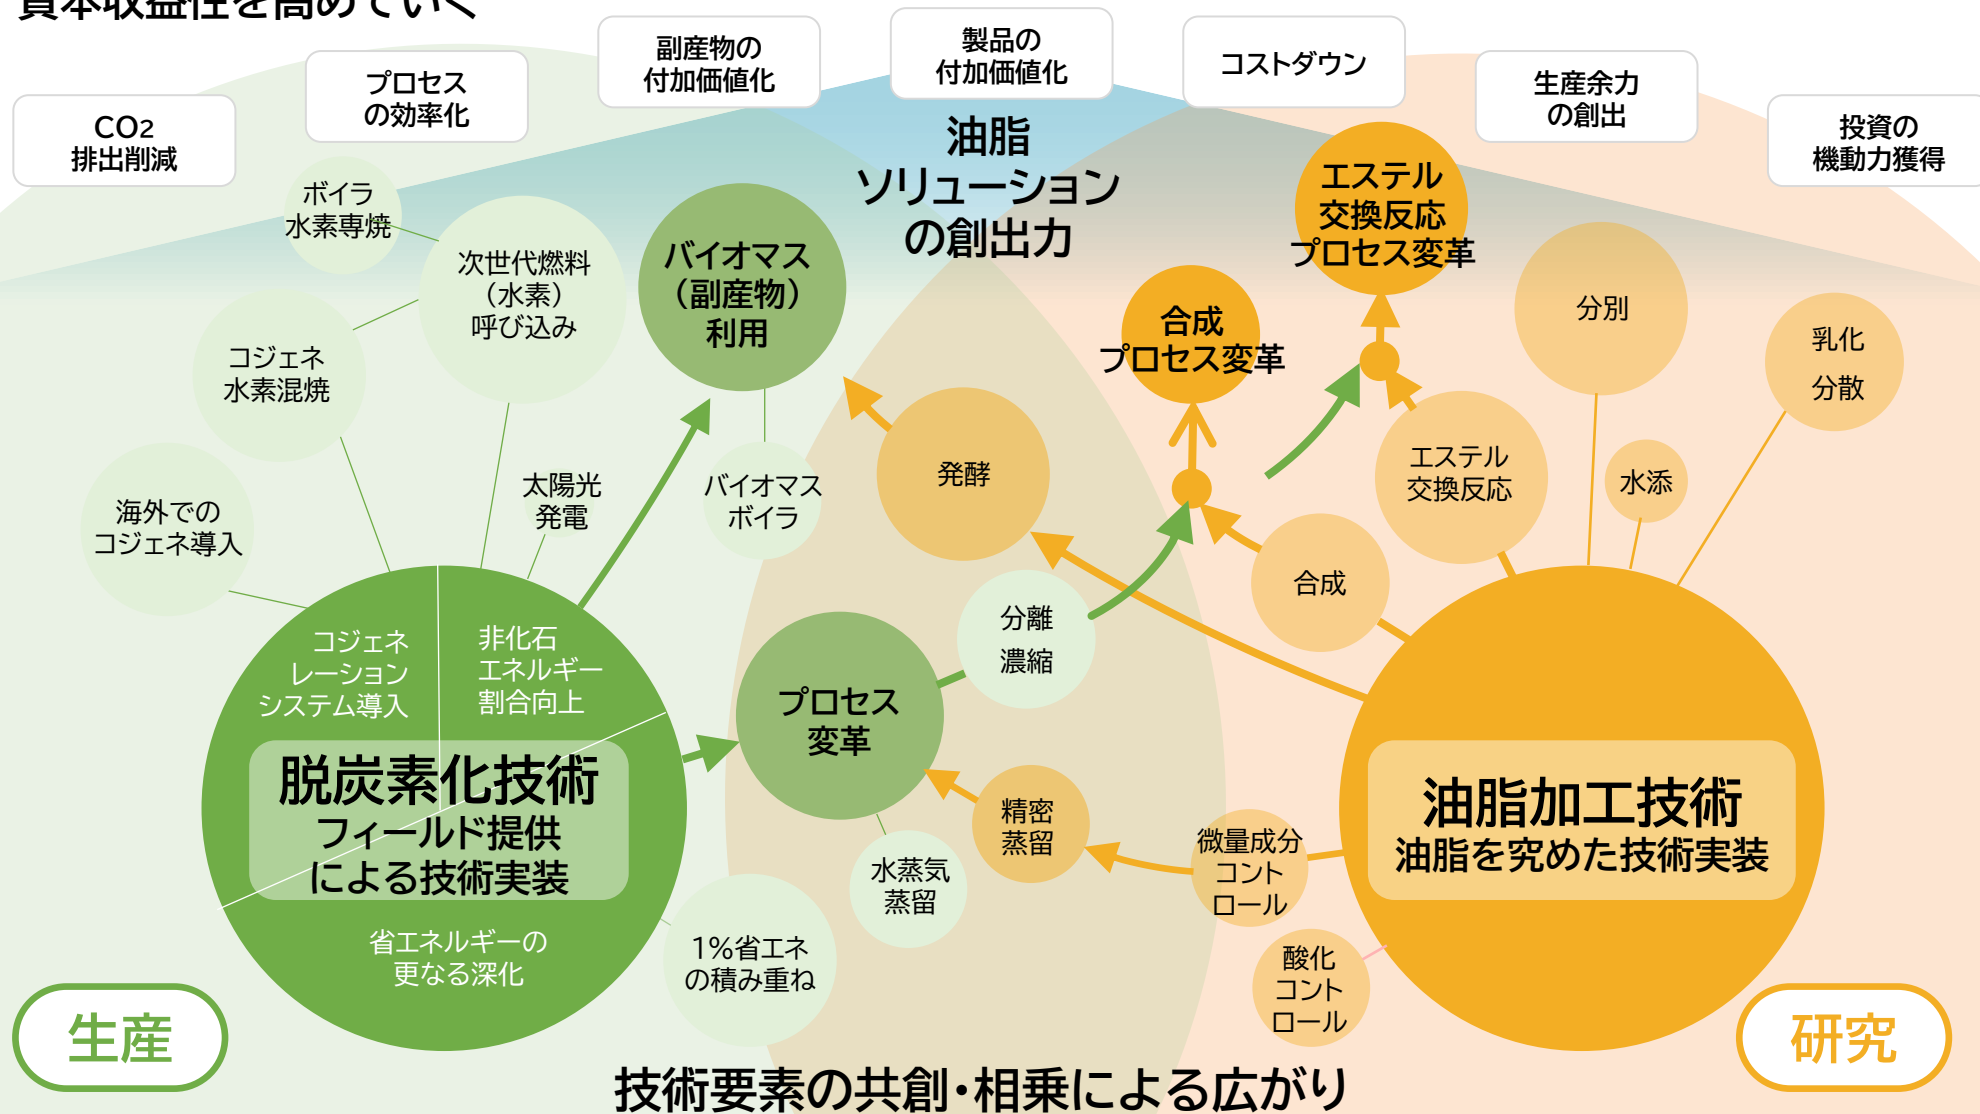 資本収益性を高めていく
CO2
排出削減
プロセス
の効率化
副産物の
付加価値化
製品の
付加価値化
コストダウン
生産余力
の創出
投資の
機動力獲得
油脂
ソリューション
の創出力
ボイラ
水素専焼
次世代燃料
（水素）
呼び込み
コジェネ
水素混焼
海外での
コジェネ導入
太陽光
発電
バイオマス
（副産物）
利用
バイオマス
ボイラ
発酵
合成
プロセス変革
エステル
交換反応
プロセス変革
分別
乳化
分散
エステル
交換反応
水添
合成
分離
濃縮
プロセス
変革
精密
蒸留
水蒸気
蒸留
微量成分
コント
ロール
酸化
コント
ロール
1%省エネ
の積み重ね
コジェネ
レーション
システム導入
非化石
エネルギー
割合向上
脱炭素化技術
フィールド提供
による技術実装
省エネルギーの
更なる深化
油脂加工技術
油脂を究めた技術実装
生産
研究
技術要素の共創・相乗による広がり